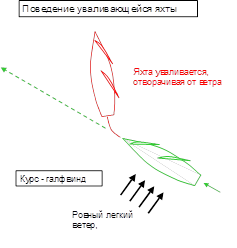 Поведение уваливающейся яхты
Яхта уваливается,
отворачивая от ветра
Курс - галфвинд
Ровный легкий
ветер,